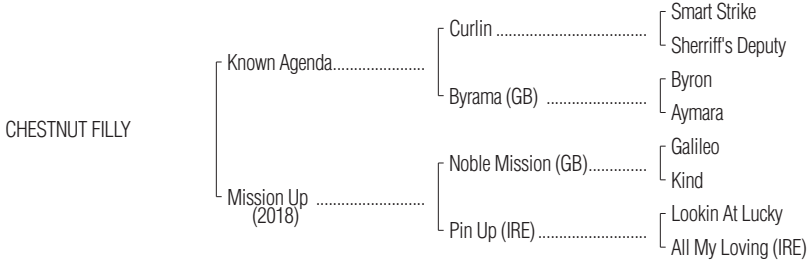 Smart Strike
Curlin ....................................
Sherriff's Deputy
Known Agenda......................
Byron
Byrama (GB) ........................
Aymara
CHESTNUT FILLY
Galileo
Noble Mission (GB)..............
Kind
Mission Up ..........................
(2018)
Lookin At Lucky
Pin Up (IRE)..........................
All My Loving (IRE)